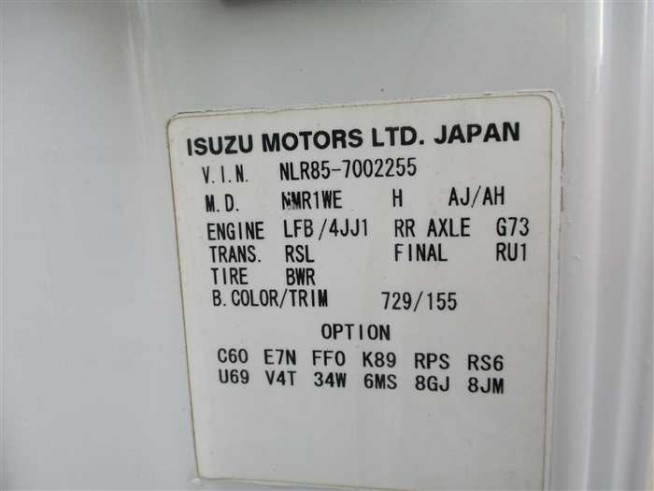 ISUZU MOTORS LTD. JAPAN
V.I.N. NLR85-7002255
M.D. NMR1WE H AJ/AH
ENGINE LFB/4JJ1 RR AXLE G73
TRANS. RSL FINAL RU1
TIRE BWR
B.COLOR/TRIM 729/155
OPTION
C60 E7N FF0 K89 RPS RS6
U69 V4T 34W 6MS 8GJ 8JM